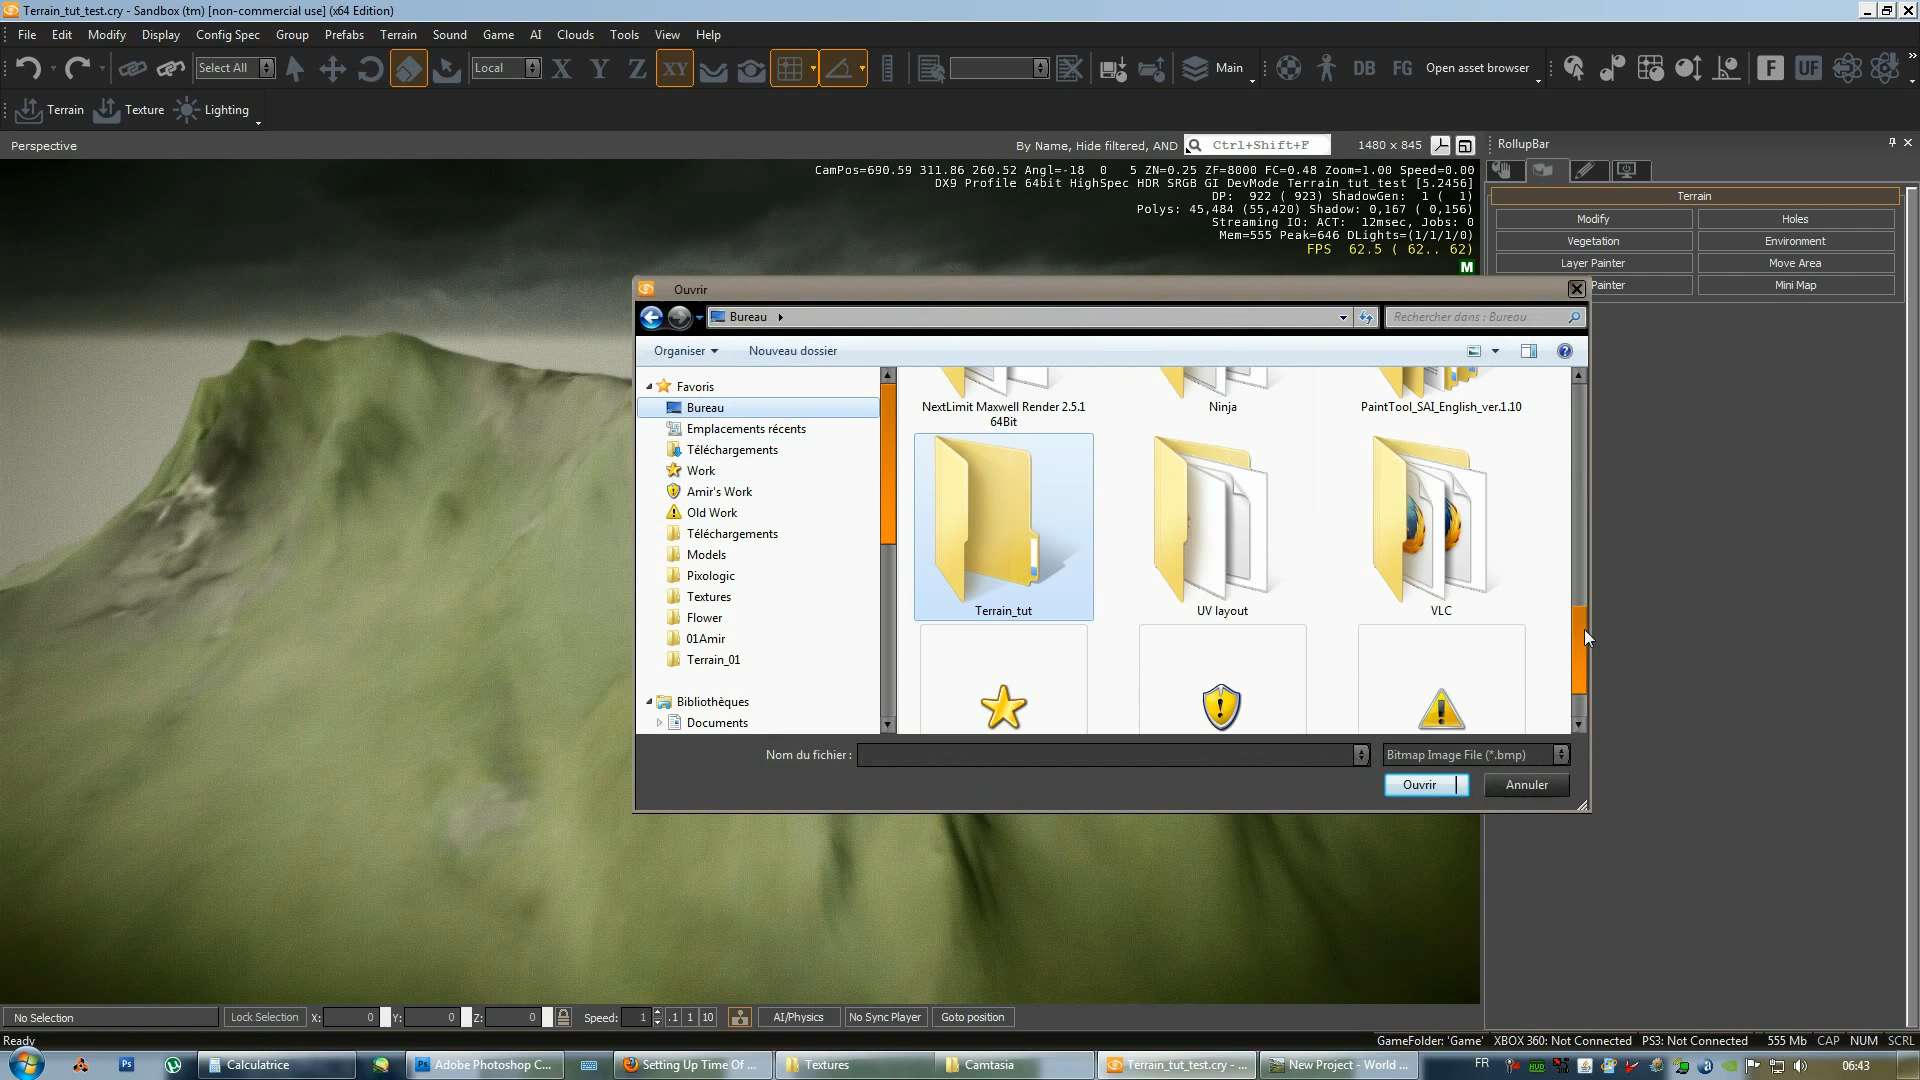 Terrain_tut_test.cry - Sandbox (tm) [non-commercial use] (x64 Edition)
File Edit Modify Display Config Spec Group Prefabs Terrain Sound Game AI Clouds Tools View Help
Select All Local X Y Z XY Main DB FG Open asset browser F UF
Terrain Texture Lighting
Perspective By Name, Hide filtered, AND Ctrl+Shift+F 1480 x 845 RollupBar
CamPos=690.59 311.86 260.52 Angl=-18 0 5 ZN=0.25 ZF=8000 FC=0.48 Zoom=1.00 Speed=0.00
DX9 Profile 64bit HighSpec HDR SRGB GI DevMode Terrain_tut_test [5.2456]
DP: 922 ( 923) ShadowGen: 1 ( 1)
Polys: 45,484 (55,420) Shadow: 0,167 ( 0,156)
Streaming IO: ACT: 12msec, Jobs: 0
Mem=555 Peak=646 DLights=(1/1/1/0)
FPS 62.5 ( 62.. 62)
M
Terrain
Modify Holes
Vegetation Environment
Layer Painter Move Area
Painter Mini Map
Ouvrir
Bureau Rechercher dans : Bureau
Organiser Nouveau dossier
Favoris
Bureau
Emplacements récents
Téléchargements
Work
Amir's Work
Old Work
Téléchargements
Models
Pixologic
Textures
Flower
01Amir
Terrain_01
Bibliothèques
Documents
NextLimit Maxwell Render 2.5.1 64Bit
Ninja
PaintTool_SAI_English_ver.1.10
Terrain_tut
UV layout
VLC
Nom du fichier : Bitmap Image File (*.bmp)
Ouvrir Annuler
No Selection Lock Selection X: 0 Y: 0 Z: 0 Speed: 1 .1 1 10 AI/Physics No Sync Player Goto position
Ready GameFolder: 'Game' XBOX 360: Not Connected PS3: Not Connected 555 Mb CAP NUM SCRL
Ps Calculatrice Ps Adobe Photoshop C... Setting Up Time Of ... Textures Camtasia Terrain_tut_test.cry - ... New Project - World ... FR 06:43